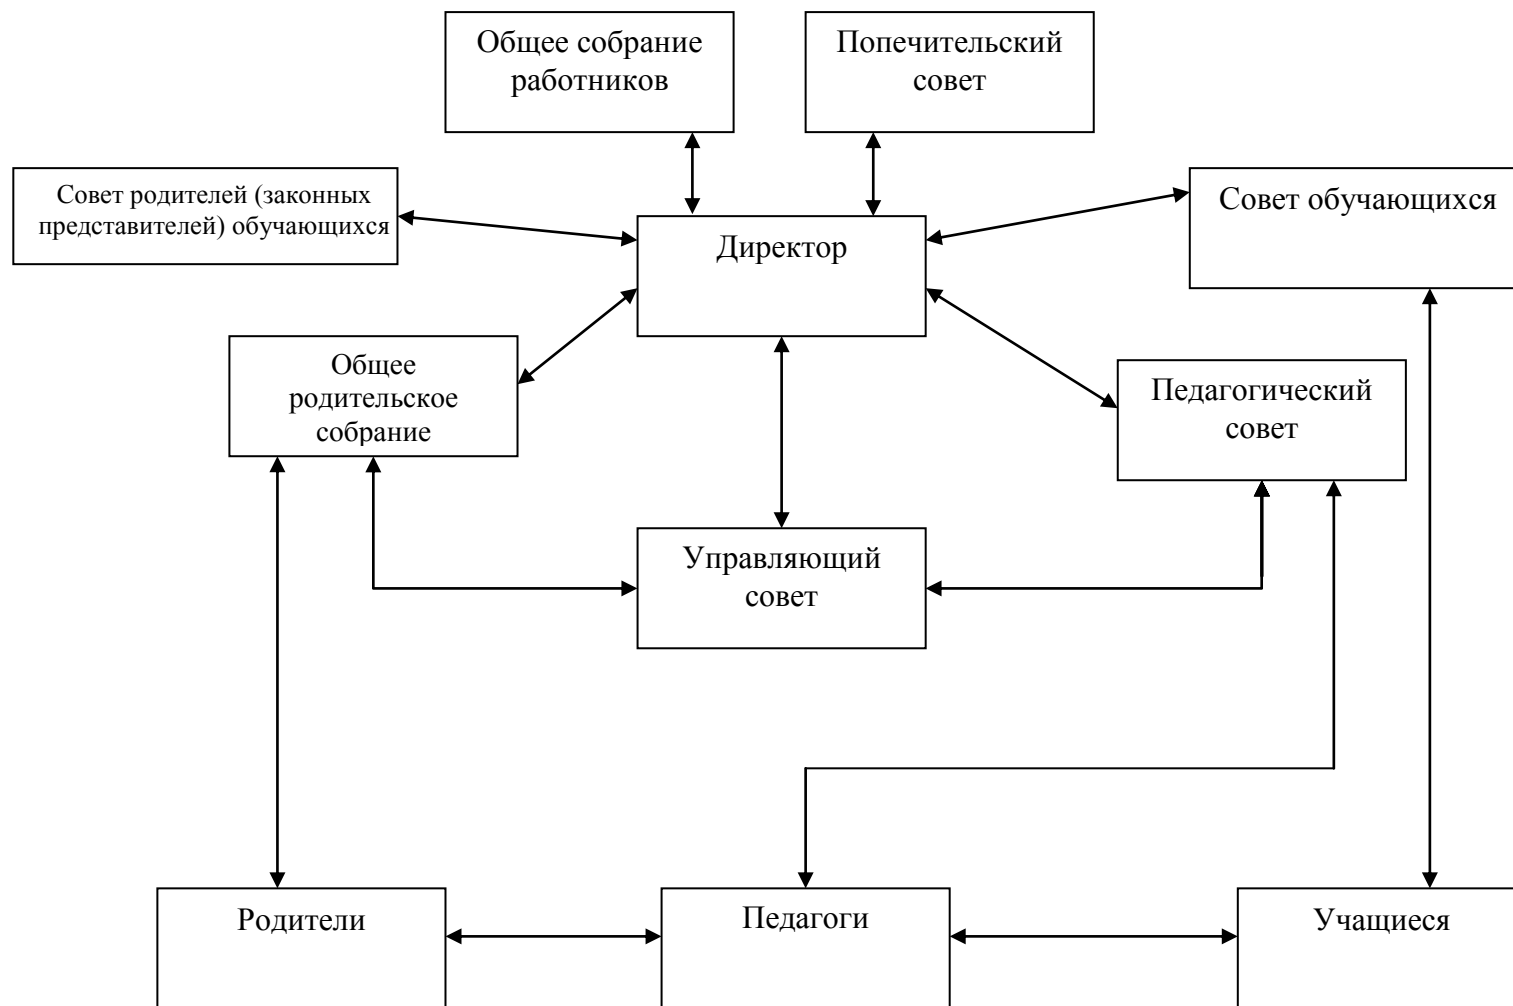 Общее собрание
работников
Попечительский
совет
Совет родителей (законных
представителей) обучающихся
Директор
Совет обучающихся
Общее
родительское
собрание
Педагогический
совет
Управляющий
совет
Родители
Педагоги
Учащиеся